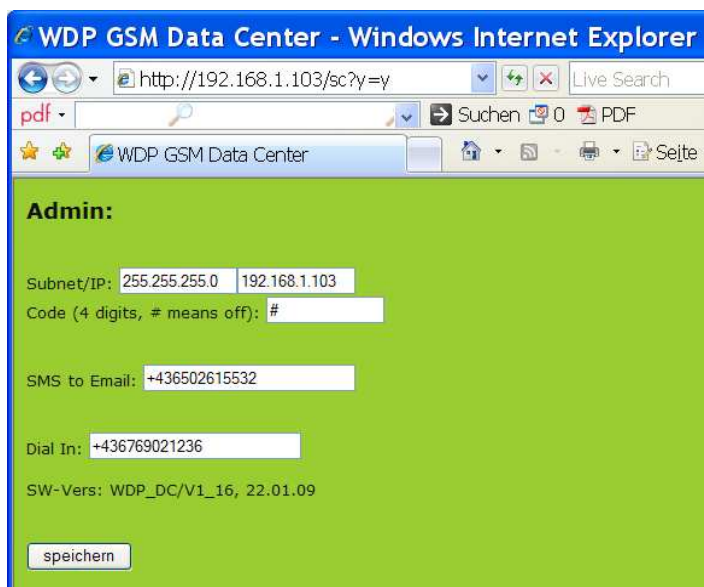 WDP GSM Data Center - Windows Internet Explorer
http://192.168.1.103/sc?y=y Live Search
pdf Suchen 0 PDF
WDP GSM Data Center Seite
Admin:
Subnet/IP: 255.255.255.0 192.168.1.103
Code (4 digits, # means off): #
SMS to Email: +436502615532
Dial In: +436769021236
SW-Vers: WDP_DC/V1_16, 22.01.09
speichern